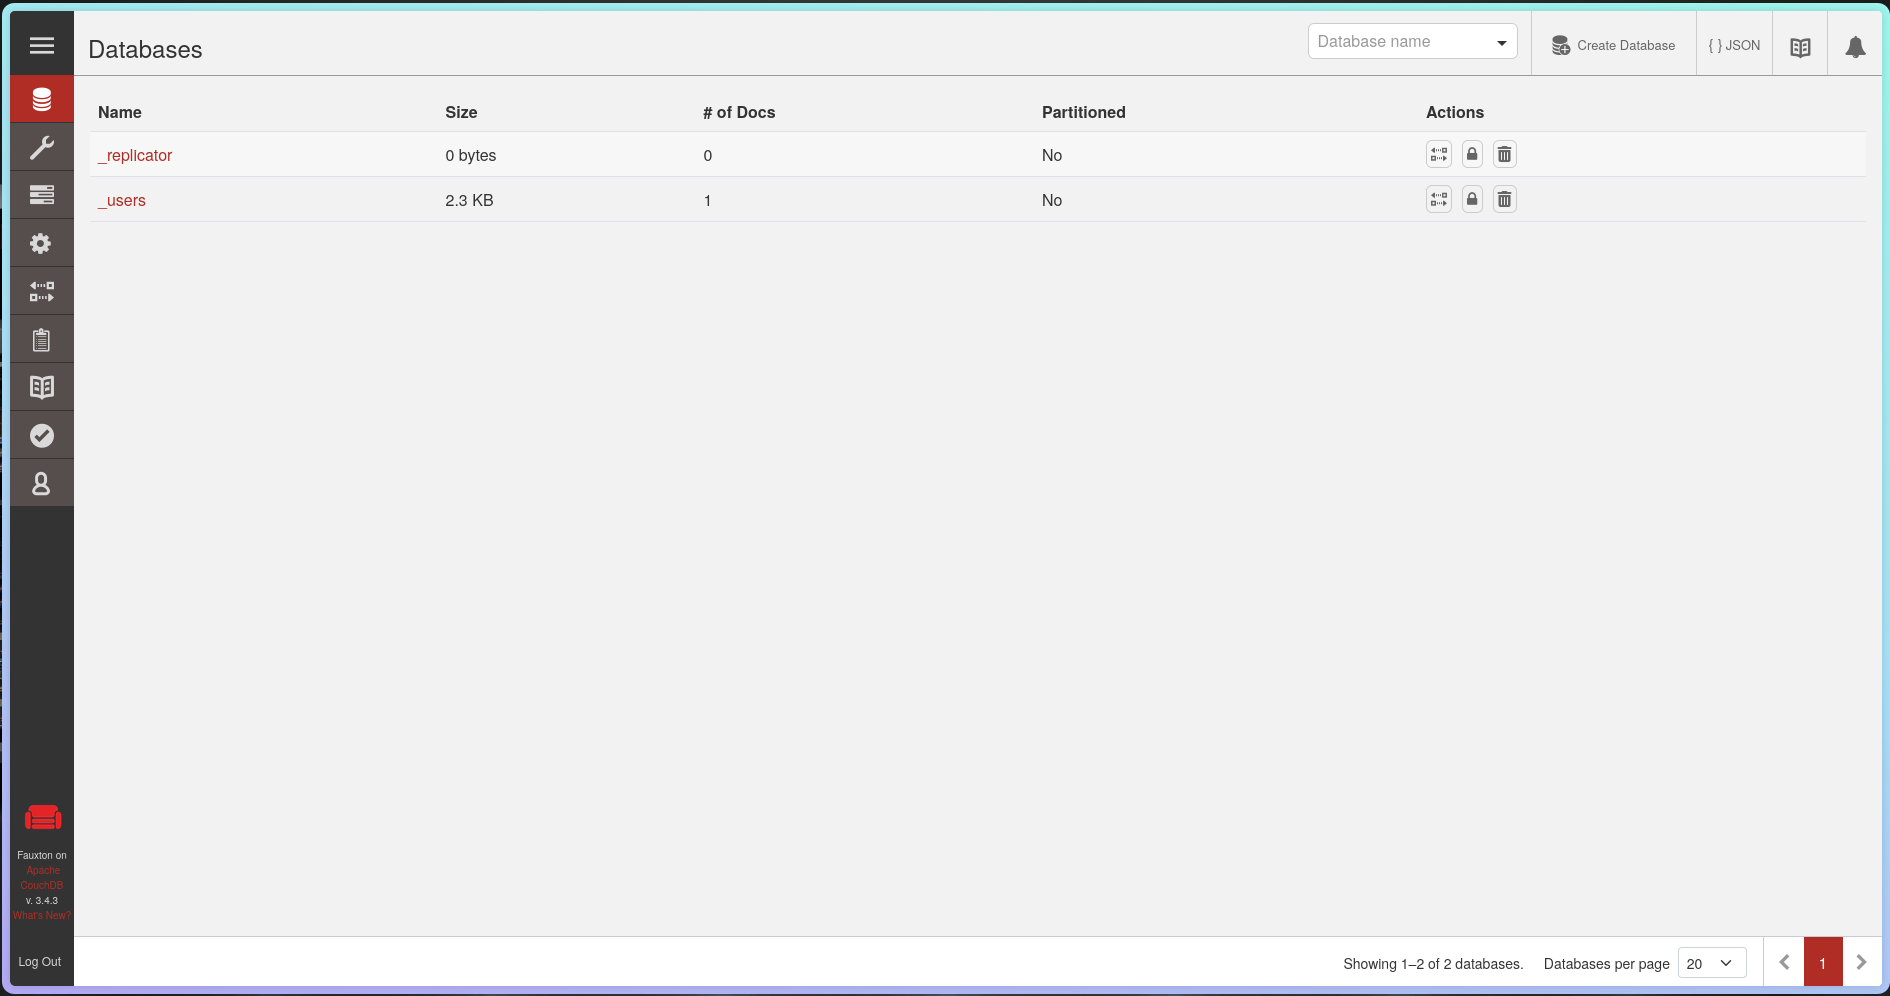 Databases
Database name
Create Database
{ } JSON
Name Size # of Docs Partitioned Actions
_replicator 0 bytes 0 No
_users 2.3 KB 1 No
Fauxton on
Apache
CouchDB
v. 3.4.3
What's New?
Log Out
Showing 1–2 of 2 databases. Databases per page 20 1